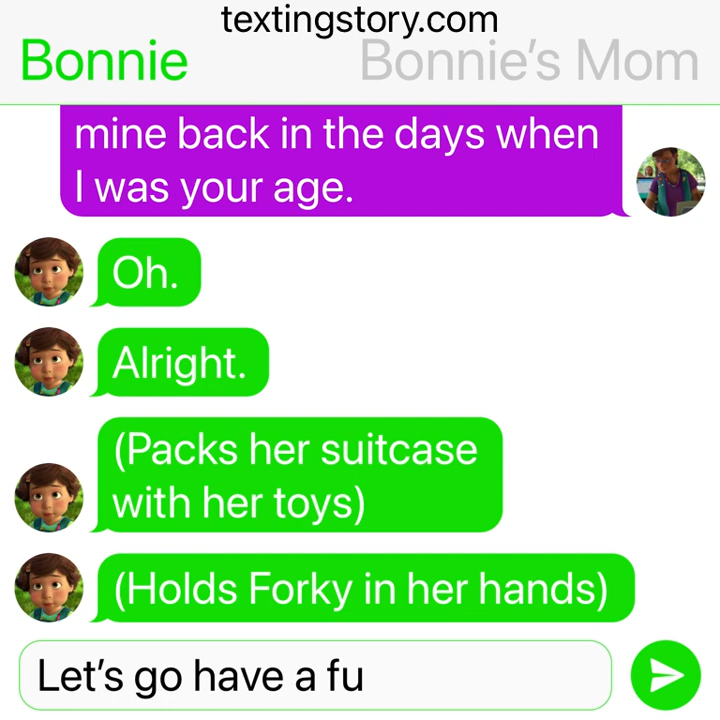 textingstory.com
Bonnie Bonnie's Mom
mine back in the days when
I was your age.
Oh.
Alright.
(Packs her suitcase
with her toys)
(Holds Forky in her hands)
Let's go have a fu